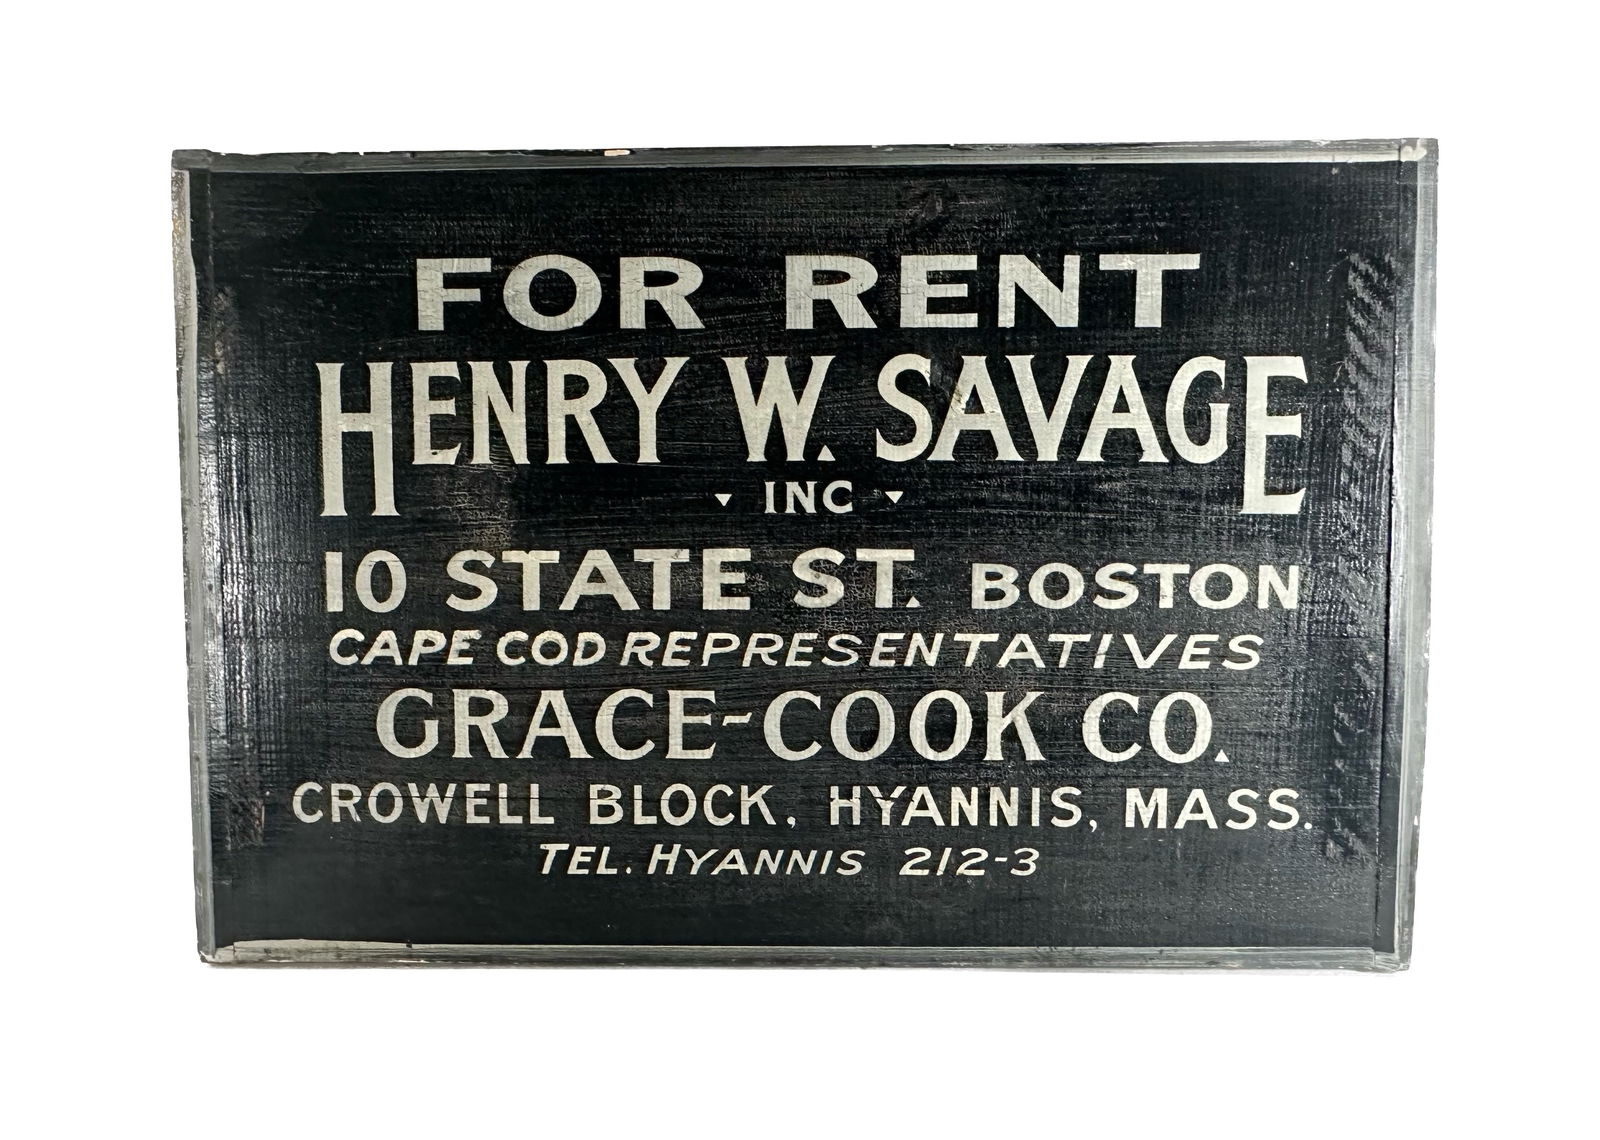 FOR RENT
HENRY W. SAVAGE
INC
10 STATE ST. BOSTON
CAPE COD REPRESENTATIVES
GRACE-COOK CO.
CROWELL BLOCK, HYANNIS, MASS.
TEL. HYANNIS 212-3